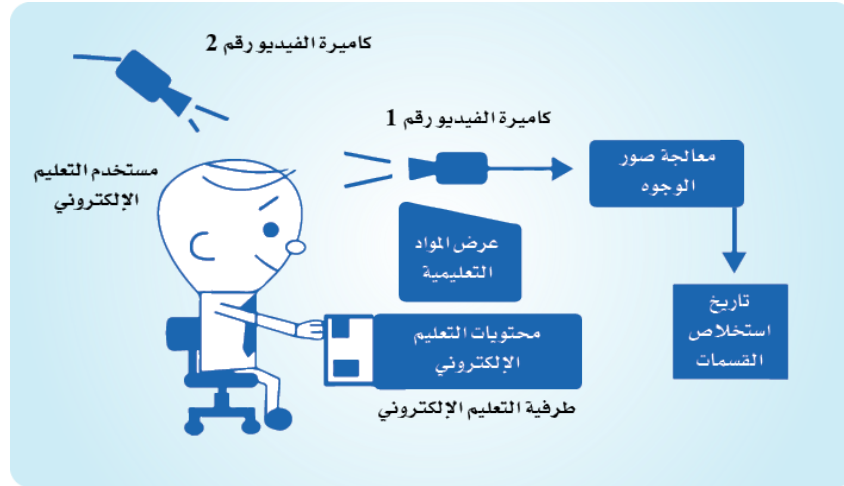 كاميرة الفيديو رقم 2
كاميرة الفيديو رقم 1
معالجة صور
الوجوه
مستخدم التعليم
الإلكتروني
عرض المواد
التعليمية
تاريخ
استخلاص
القسمات
محتويات التعليم
الإلكتروني
طرفية التعليم الإلكتروني